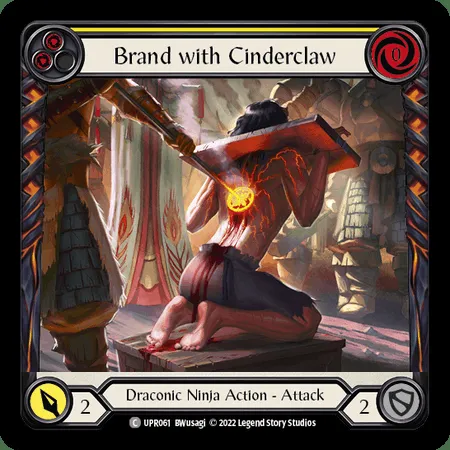 Brand with Cinderclaw
0
2
Draconic Ninja Action - Attack
2
C UPR061 BWusagi © 2022 Legend Story Studios